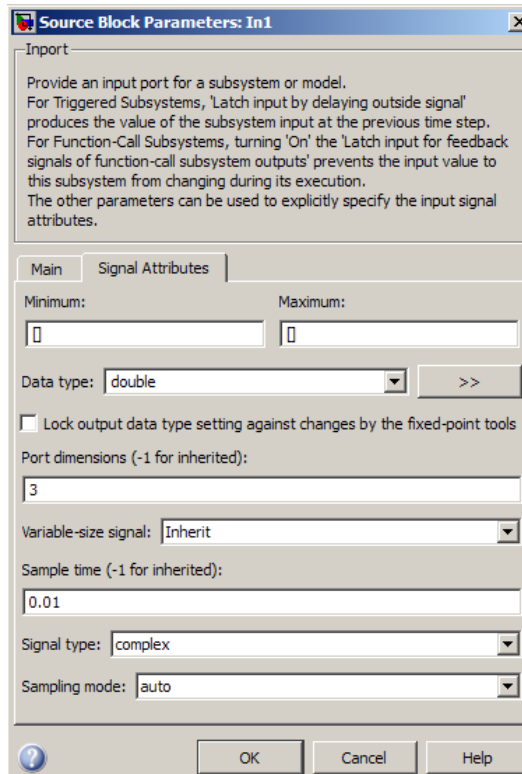 Source Block Parameters: In1
Inport
Provide an input port for a subsystem or model.
For Triggered Subsystems, 'Latch input by delaying outside signal'
produces the value of the subsystem input at the previous time step.
For Function-Call Subsystems, turning 'On' the 'Latch input for feedback
signals of function-call subsystem outputs' prevents the input value to
this subsystem from changing during its execution.
The other parameters can be used to explicitly specify the input signal
attributes.
Main Signal Attributes
Minimum: Maximum:
[] []
Data type: double >>
Lock output data type setting against changes by the fixed-point tools
Port dimensions (-1 for inherited):
3
Variable-size signal: Inherit
Sample time (-1 for inherited):
0.01
Signal type: complex
Sampling mode: auto
? OK Cancel Help